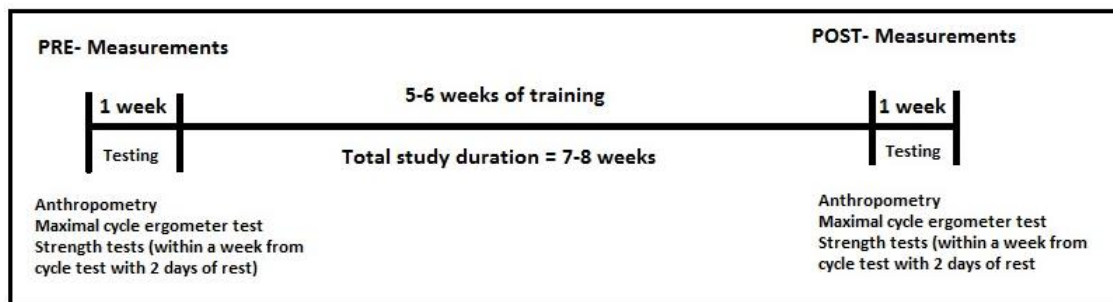 PRE- Measurements
POST- Measurements
1 week
5-6 weeks of training
1 week
Testing
Total study duration = 7-8 weeks
Testing
Anthropometry
Maximal cycle ergometer test
Strength tests (within a week from
cycle test with 2 days of rest)
Anthropometry
Maximal cycle ergometer test
Strength tests (within a week from
cycle test with 2 days of rest